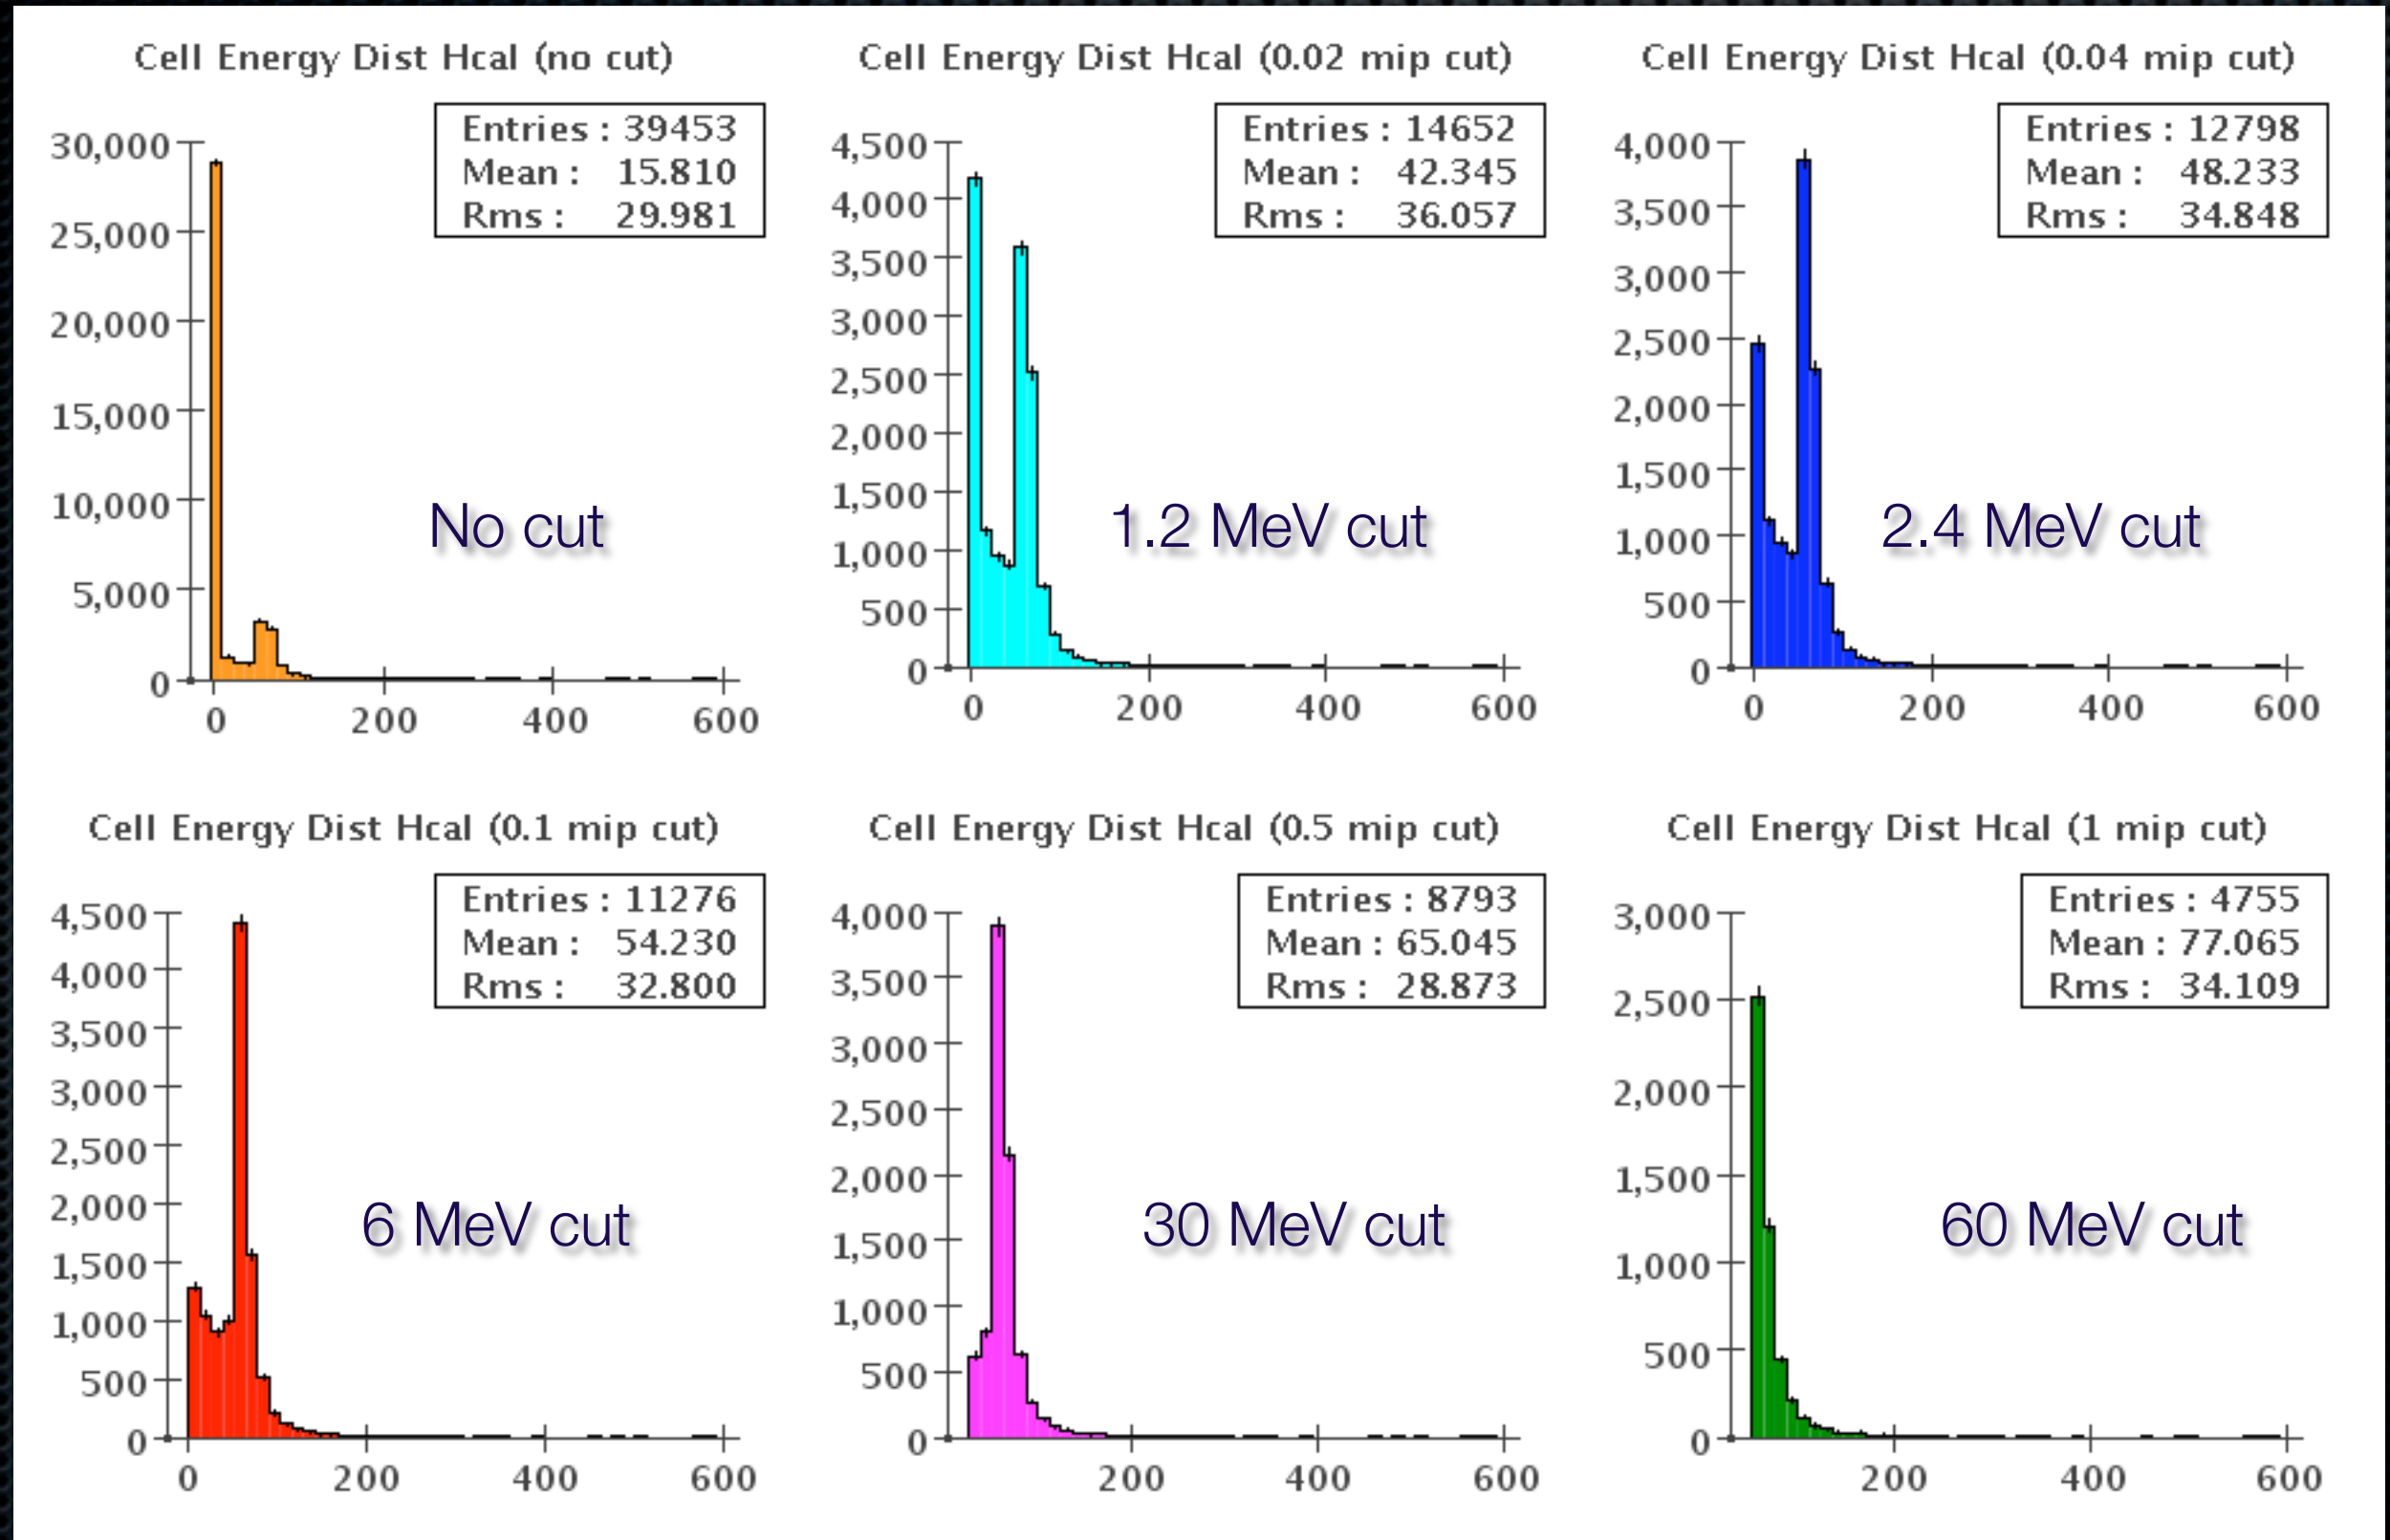 Cell Energy Dist Hcal (no cut)
Entries : 39453
Mean : 15.810
Rms : 29.981
30,000
25,000
20,000
15,000
10,000
5,000
0
No cut
0 200 400 600
Cell Energy Dist Hcal (0.02 mip cut)
Entries : 14652
Mean : 42.345
Rms : 36.057
4,500
4,000
3,500
3,000
2,500
2,000
1,500
1,000
500
0
1.2 MeV cut
0 200 400 600
Cell Energy Dist Hcal (0.04 mip cut)
Entries : 12798
Mean : 48.233
Rms : 34.848
4,000
3,500
3,000
2,500
2,000
1,500
1,000
500
0
2.4 MeV cut
0 200 400 600
Cell Energy Dist Hcal (0.1 mip cut)
Entries : 11276
Mean : 54.230
Rms : 32.800
4,500
4,000
3,500
3,000
2,500
2,000
1,500
1,000
500
0
6 MeV cut
0 200 400 600
Cell Energy Dist Hcal (0.5 mip cut)
Entries : 8793
Mean : 65.045
Rms : 28.873
4,000
3,500
3,000
2,500
2,000
1,500
1,000
500
0
30 MeV cut
200 400 600
Cell Energy Dist Hcal (1 mip cut)
Entries : 4755
Mean : 77.065
Rms : 34.109
3,000
2,500
2,000
1,500
1,000
500
0
60 MeV cut
200 400 600